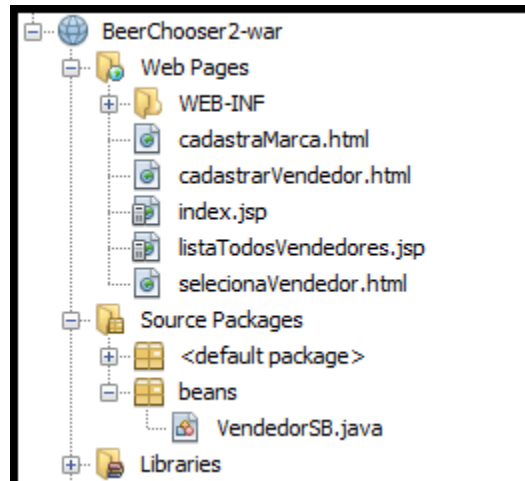 BeerChooser2-war
Web Pages
WEB-INF
cadastraMarca.html
cadastrarVendedor.html
index.jsp
listaTodosVendedores.jsp
selecionaVendedor.html
Source Packages
<default package>
beans
VendedorSB.java
Libraries